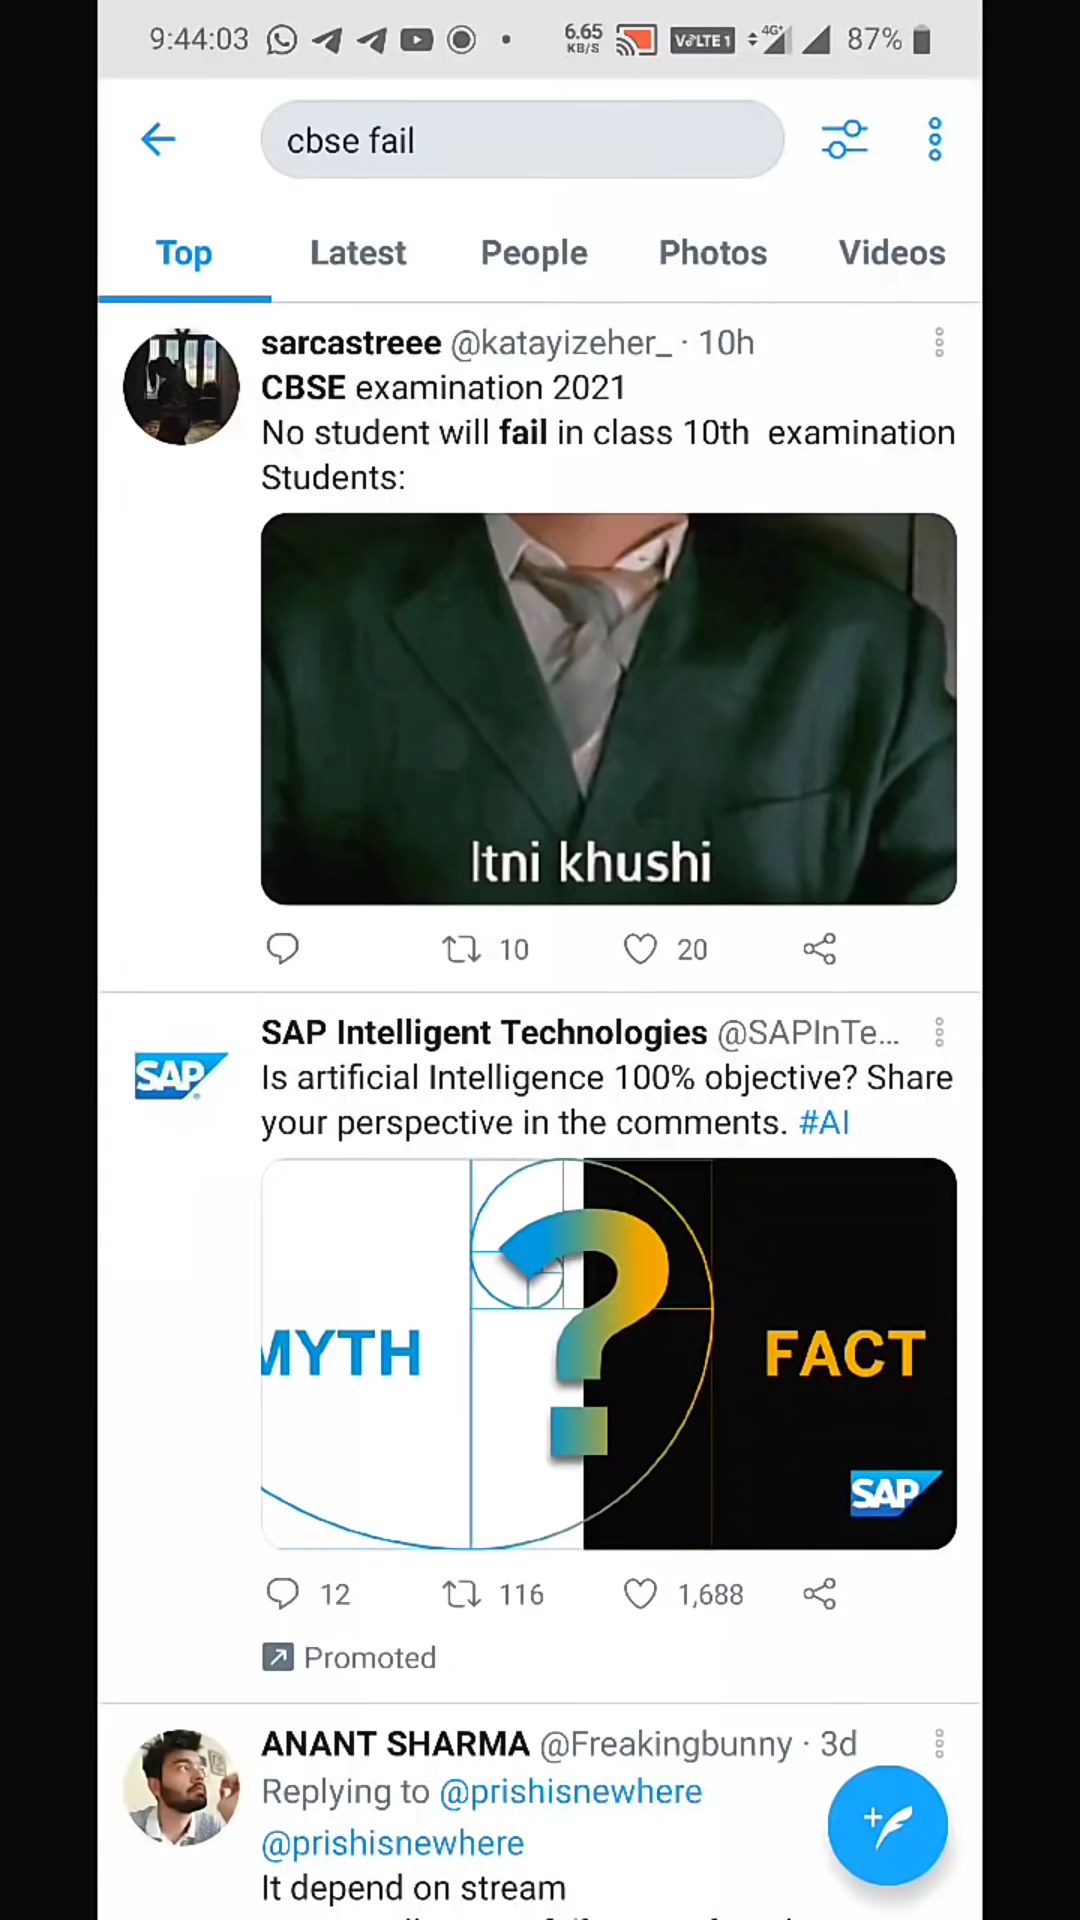 9:44:03
6.65
KB/S
VoLTE 1
4G+
87%
cbse fail
Top
Latest
People
Photos
Videos
sarcastreee @katayizeher_ · 10h
CBSE examination 2021
No student will fail in class 10th examination
Students:
Itni khushi
10
20
SAP Intelligent Technologies @SAPInTe...
SAP
Is artificial Intelligence 100% objective? Share
your perspective in the comments. #AI
MYTH
?
FACT
SAP
12
116
1,688
Promoted
ANANT SHARMA @Freakingbunny · 3d
Replying to @prishisnewhere
@prishisnewhere
It depend on stream